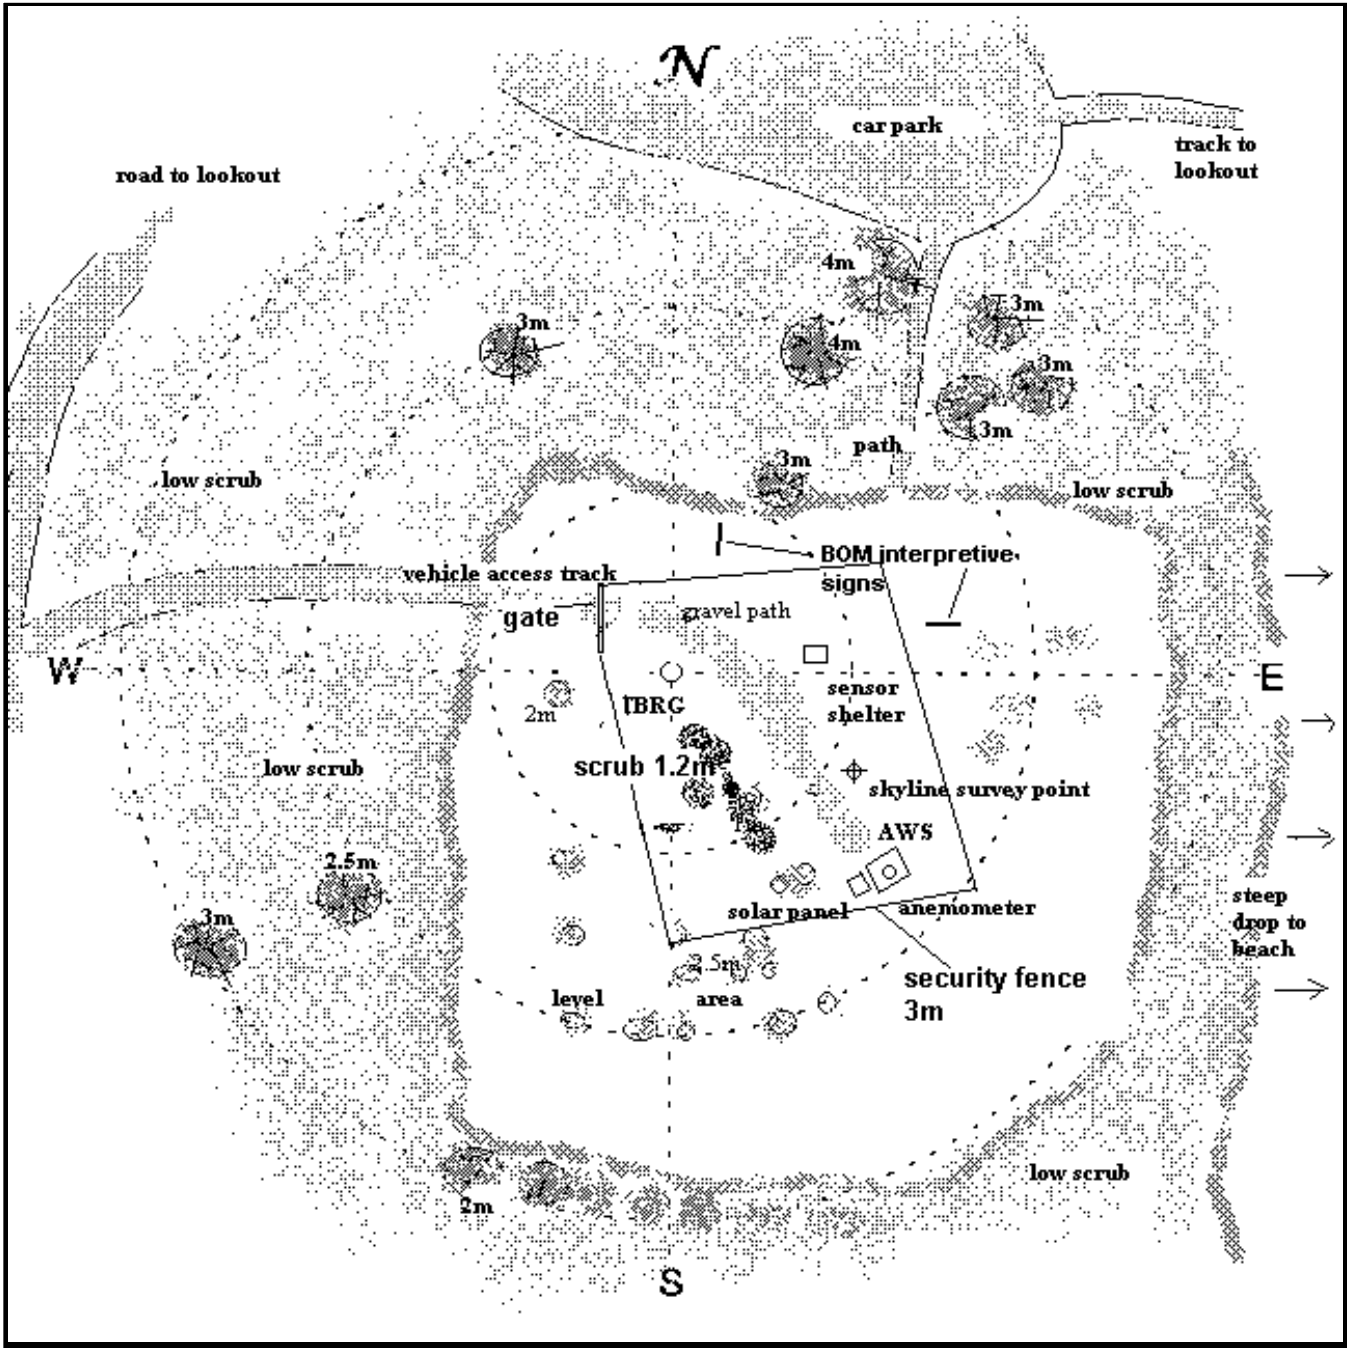 N
car park
track to
lookout
road to lookout
4m
3m
3m
4m
3m
3m
path
3m
low scrub
low scrub
BOM interpretive
signs
vehicle access track
gate
gravel path
W
E
sensor
shelter
TBRG
2m
scrub 1.2m
low scrub
skyline survey point
AWS
2.5m
solar panel
anemometer
3m
steep
drop to
beach
security fence
3m
level
area
low scrub
2m
S